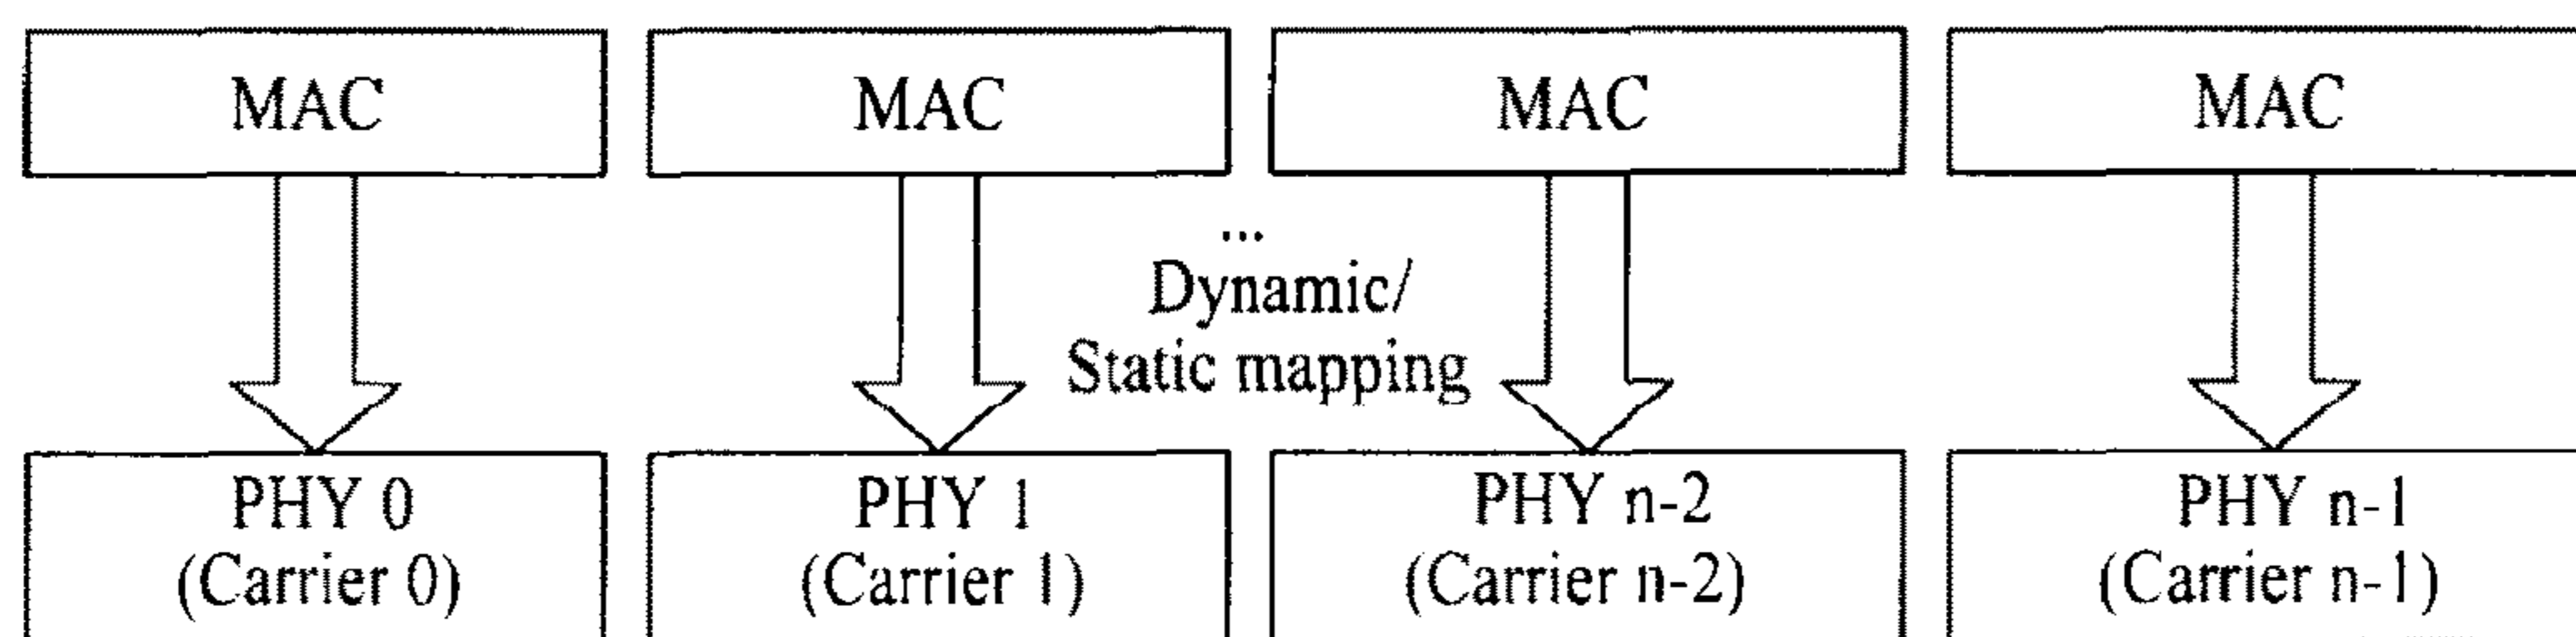 MAC
MAC
MAC
MAC
...
Dynamic/
Static mapping
PHY 0
(Carrier 0)
PHY 1
(Carrier 1)
PHY n-2
(Carrier n-2)
PHY n-1
(Carrier n-1)